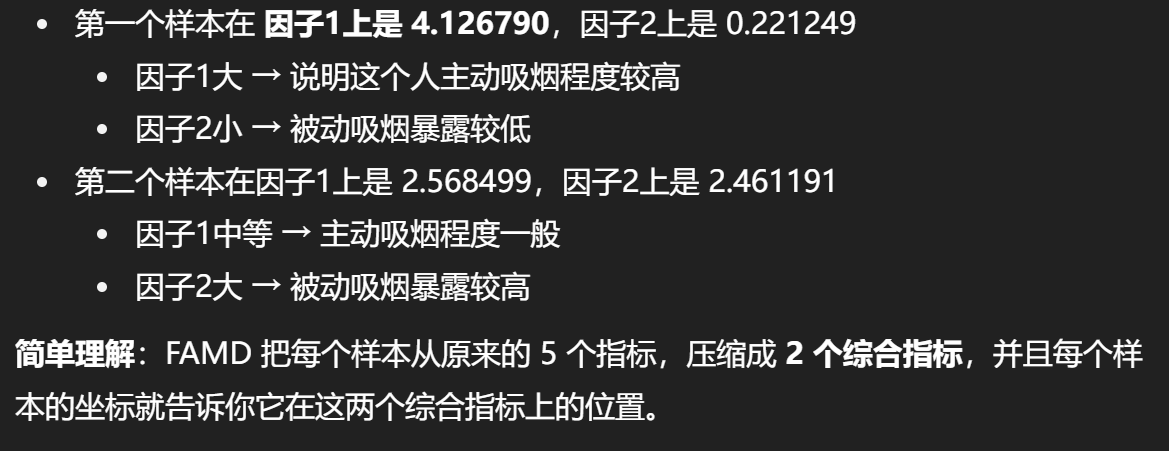 • 第一个样本在 因子1上是 4.126790，因子2上是 0.221249
• 因子1大 → 说明这个人主动吸烟程度较高
• 因子2小 → 被动吸烟暴露较低
• 第二个样本在因子1上是 2.568499，因子2上是 2.461191
• 因子1中等 → 主动吸烟程度一般
• 因子2大 → 被动吸烟暴露较高
简单理解：FAMD 把每个样本从原来的 5 个指标，压缩成 2 个综合指标，并且每个样
本的坐标就告诉你它在这两个综合指标上的位置。